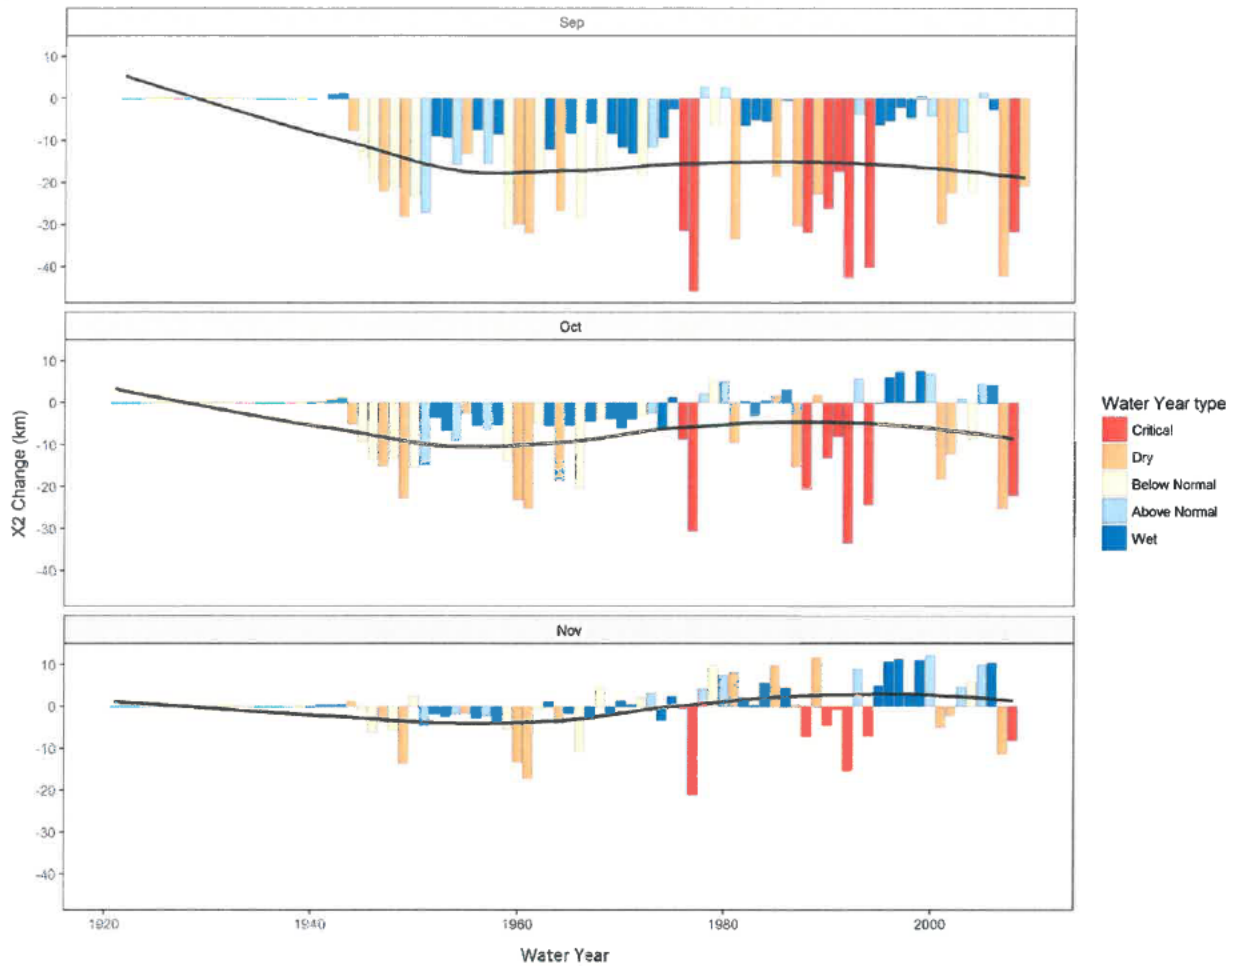 Sep
10
0
-10
-20
-30
-40
Oct
10
0
-10
-20
-30
-40
Nov
10
0
-10
-20
-30
-40
1920 1940 1960 1980 2000
Water Year
X2 Change (km)
Water Year type
Critical
Dry
Below Normal
Above Normal
Wet